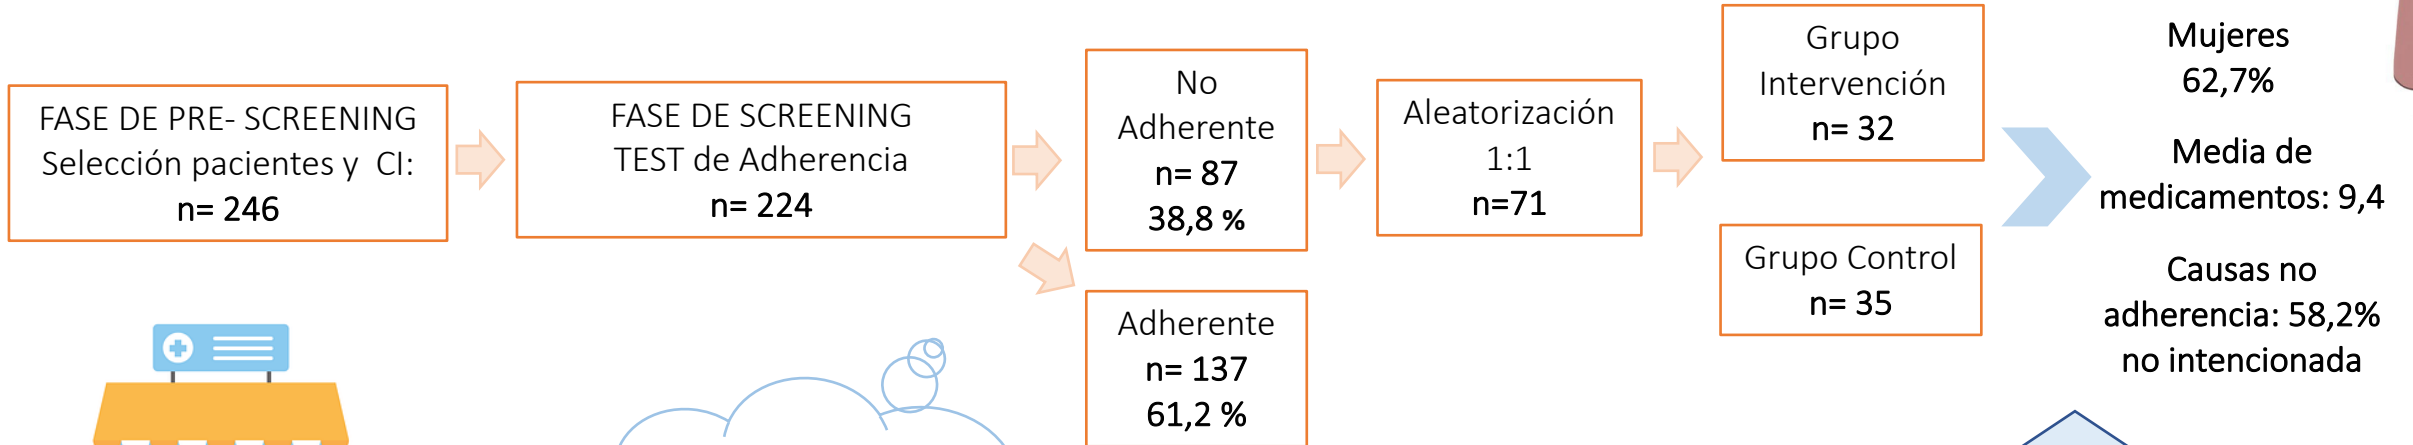 FASE DE PRE- SCREENING
Selección pacientes y CI:
n= 246
FASE DE SCREENING
TEST de Adherencia
n= 224
No
Adherente
n= 87
38,8 %
Adherente
n= 137
61,2 %
Aleatorización
1:1
n=71
Grupo
Intervención
n= 32
Grupo Control
n= 35
Mujeres
62,7%
Media de
medicamentos: 9,4
Causas no
adherencia: 58,2%
no intencionada